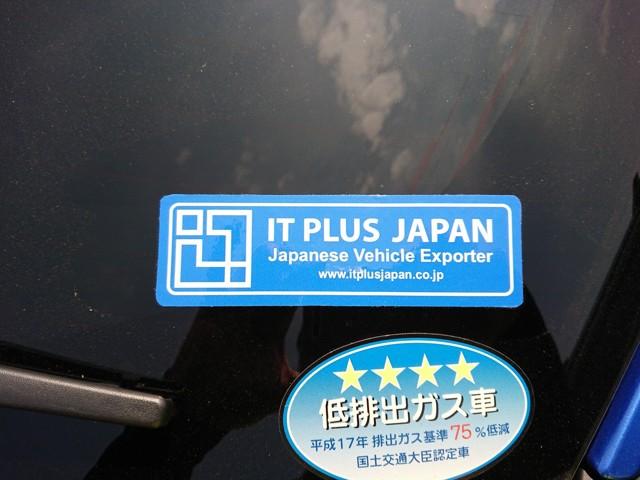 IT PLUS JAPAN
Japanese Vehicle Exporter
www.itplusjapan.co.jp
低排出ガス車
平成17年 排出ガス基準75%低減
国土交通大臣認定車